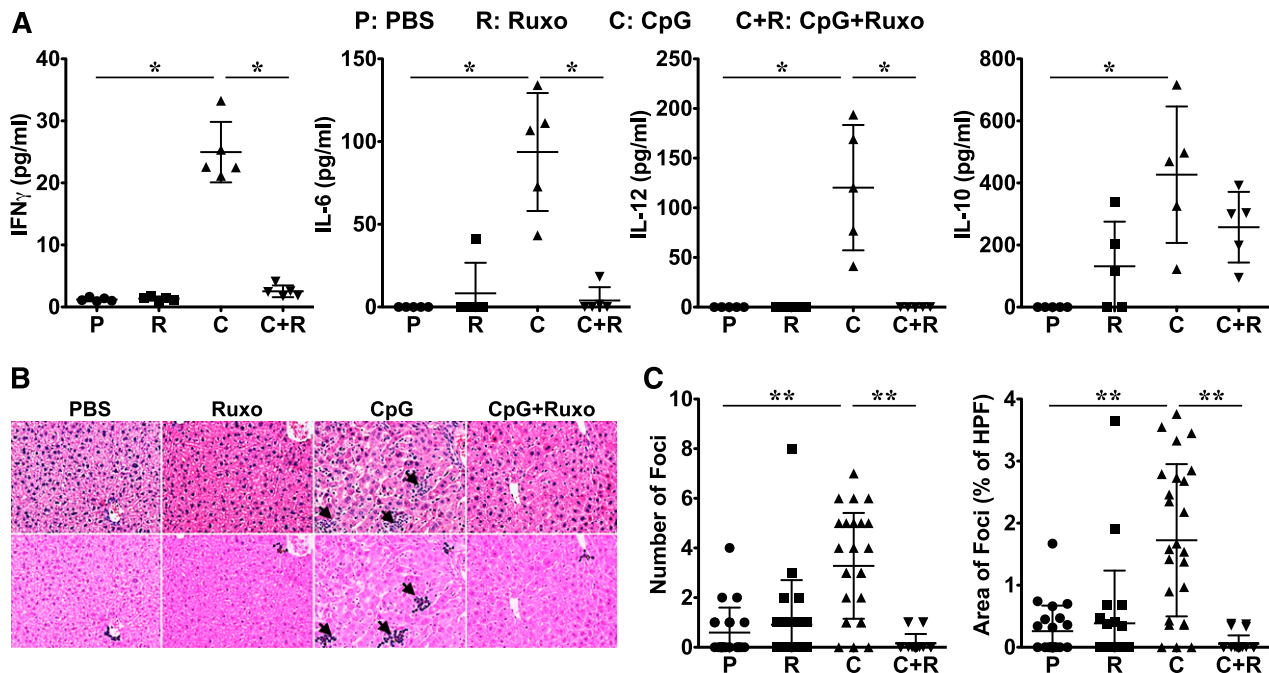 A
P: PBS R: Ruxo C: CpG C+R: CpG+Ruxo
IFNγ (pg/ml)
40
30
20
10
0
* *
P R C C+R
IL-6 (pg/ml)
150
100
50
0
* *
P R C C+R
IL-12 (pg/ml)
250
200
150
100
50
0
* *
P R C C+R
IL-10 (pg/ml)
800
600
400
200
0
*
P R C C+R
B
PBS Ruxo CpG CpG+Ruxo
C
Number of Foci
10
8
6
4
2
0
** **
P R C C+R
Area of Foci (% of HPF)
4
3
2
1
0
** **
P R C C+R